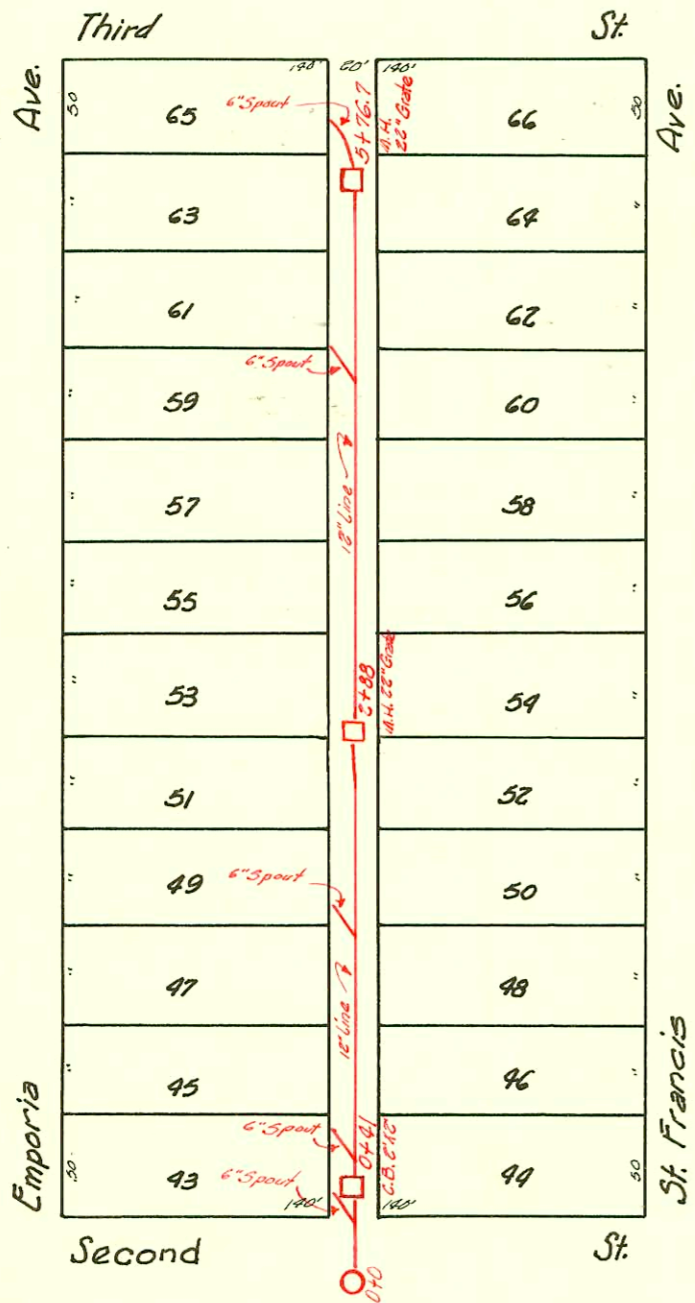 Third St.
Ave. Ave.
140' 20' 140'
50 65 6" Spout 5+76.7 M.H. 22" Grate 66 50
" 63 64 "
" 61 62 "
6" Spout
" 59 60 "
12" Line
" 57 58 "
" 55 56 "
" 53 2+88 M.H. 22" Grate 54 "
" 51 52 "
" 49 6" Spout 50 "
" 47 12" Line 48 "
" 45 46 "
6" Spout 0+41 C.B. 2'x2'
50 43 6" Spout 44 50
140' 140'
Emporia St. Francis
Second St.
0+0